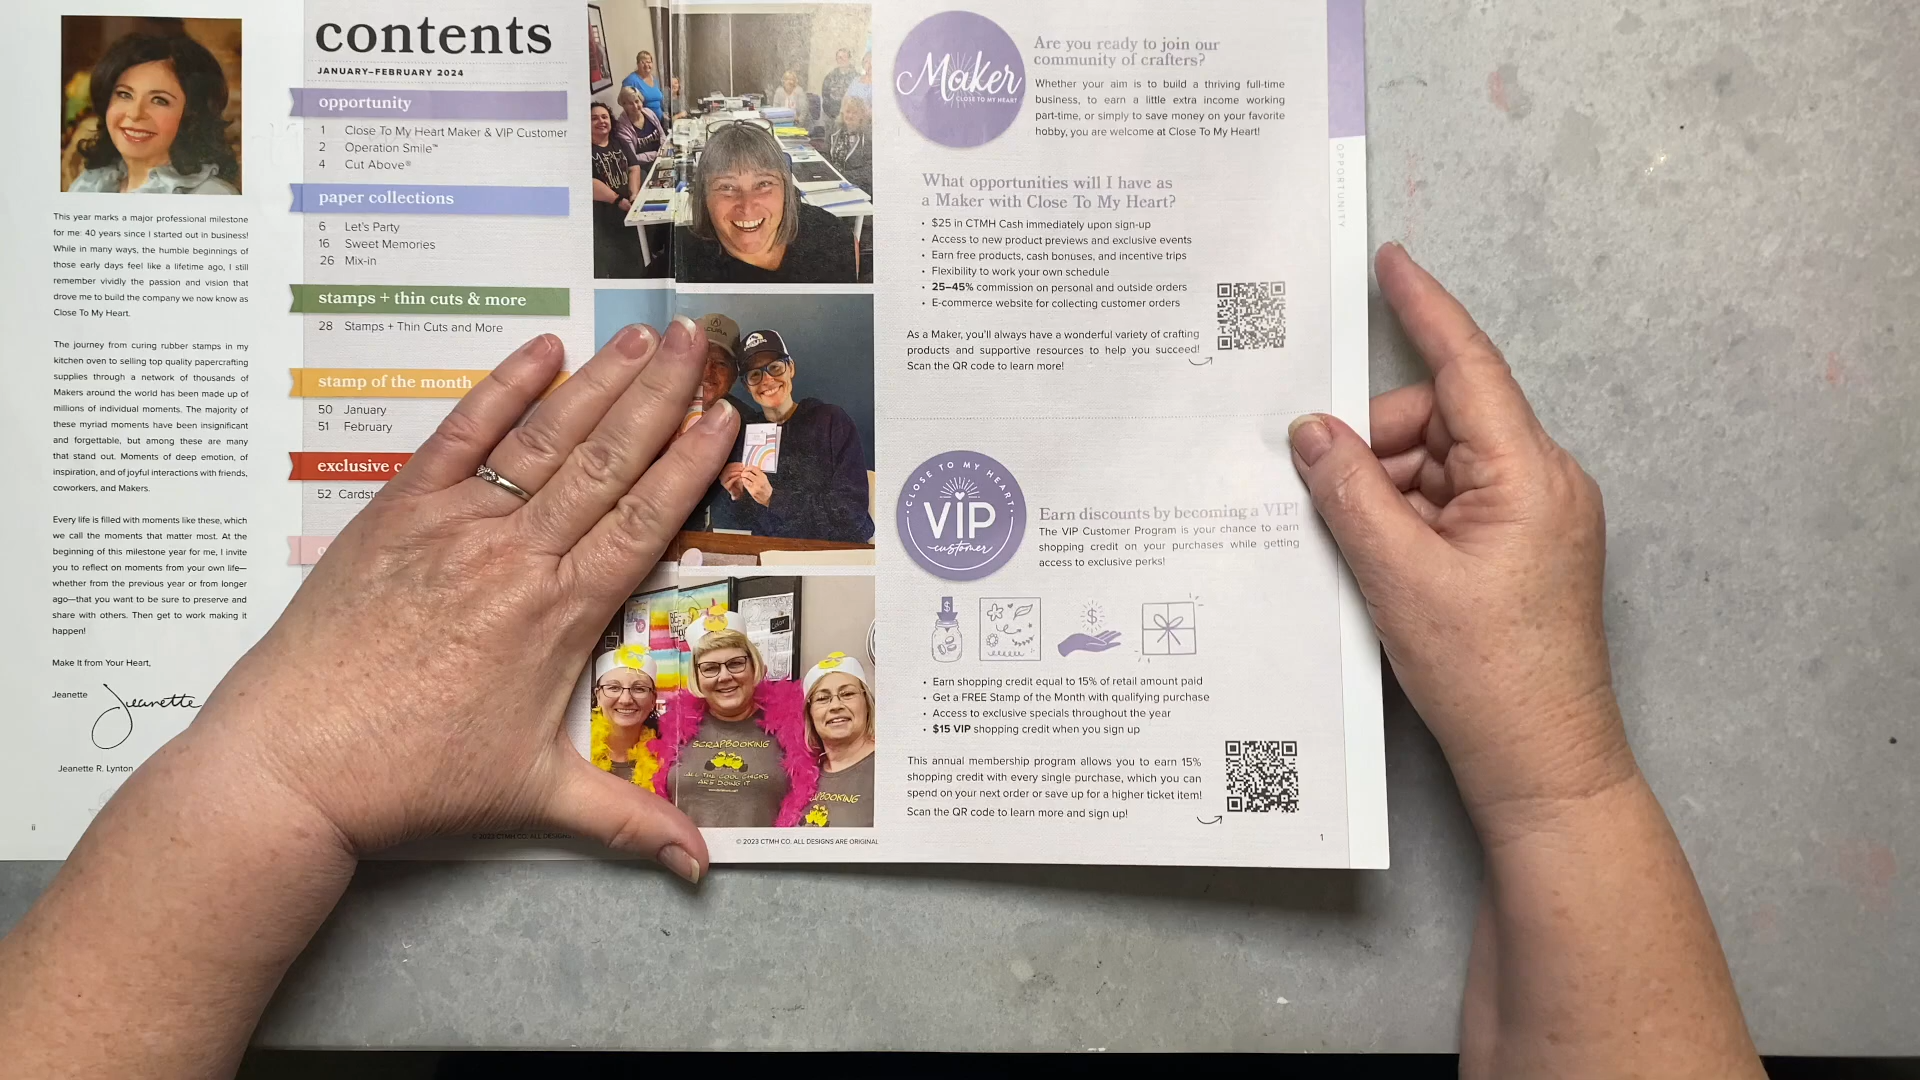 This year marks a major professional milestone
for me: 40 years since I started out in business!
While in many ways, the humble beginnings of
those early days feel like a lifetime ago, I still
remember vividly the passion and vision that
drove me to build the company we now know as
Close To My Heart.
The journey from curing rubber stamps in my
kitchen oven to selling top quality papercrafting
supplies through a network of thousands of
Makers around the world has been made up of
millions of individual moments. The majority of
these myriad moments have been insignificant
and forgettable, but among these are many
that stand out. Moments of deep emotion, of
inspiration, and of joyful interactions with friends,
coworkers, and Makers.
Every life is filled with moments like these, which
we call the moments that matter most. At the
beginning of this milestone year for me, I invite
you to reflect on moments from your own life—
whether from the previous year or from longer
ago—that you want to be sure to preserve and
share with others. Then get to work making it
happen!
Make It from Your Heart,
Jeanette
Jeanette
Jeanette R. Lynton
ii
contents
JANUARY–FEBRUARY 2024
opportunity
1 Close To My Heart Maker & VIP Customer
2 Operation Smile™
4 Cut Above®
paper collections
6 Let's Party
16 Sweet Memories
26 Mix-in
stamps + thin cuts & more
28 Stamps + Thin Cuts and More
stamp of the month
50 January
51 February
exclusive c
52 Cardst
SCRAPBOOKING
ALL THE COOL CHICKS
ARE DOING IT
© 2023 CTMH CO. ALL DESIGNS
© 2023 CTMH CO. ALL DESIGNS ARE ORIGINAL
Maker
CLOSE TO MY HEART
Are you ready to join our
community of crafters?
Whether your aim is to build a thriving full-time
business, to earn a little extra income working
part-time, or simply to save money on your favorite
hobby, you are welcome at Close To My Heart!
What opportunities will I have as
a Maker with Close To My Heart?
• $25 in CTMH Cash immediately upon sign-up
• Access to new product previews and exclusive events
• Earn free products, cash bonuses, and incentive trips
• Flexibility to work your own schedule
• 25–45% commission on personal and outside orders
• E-commerce website for collecting customer orders
As a Maker, you'll always have a wonderful variety of crafting
products and supportive resources to help you succeed!
Scan the QR code to learn more!
CLOSE TO MY HEART
VIP
customer
Earn discounts by becoming a VIP!
The VIP Customer Program is your chance to earn
shopping credit on your purchases while getting
access to exclusive perks!
• Earn shopping credit equal to 15% of retail amount paid
• Get a FREE Stamp of the Month with qualifying purchase
• Access to exclusive specials throughout the year
• $15 VIP shopping credit when you sign up
This annual membership program allows you to earn 15%
shopping credit with every single purchase, which you can
spend on your next order or save up for a higher ticket item!
Scan the QR code to learn more and sign up!
1
OPPORTUNITY